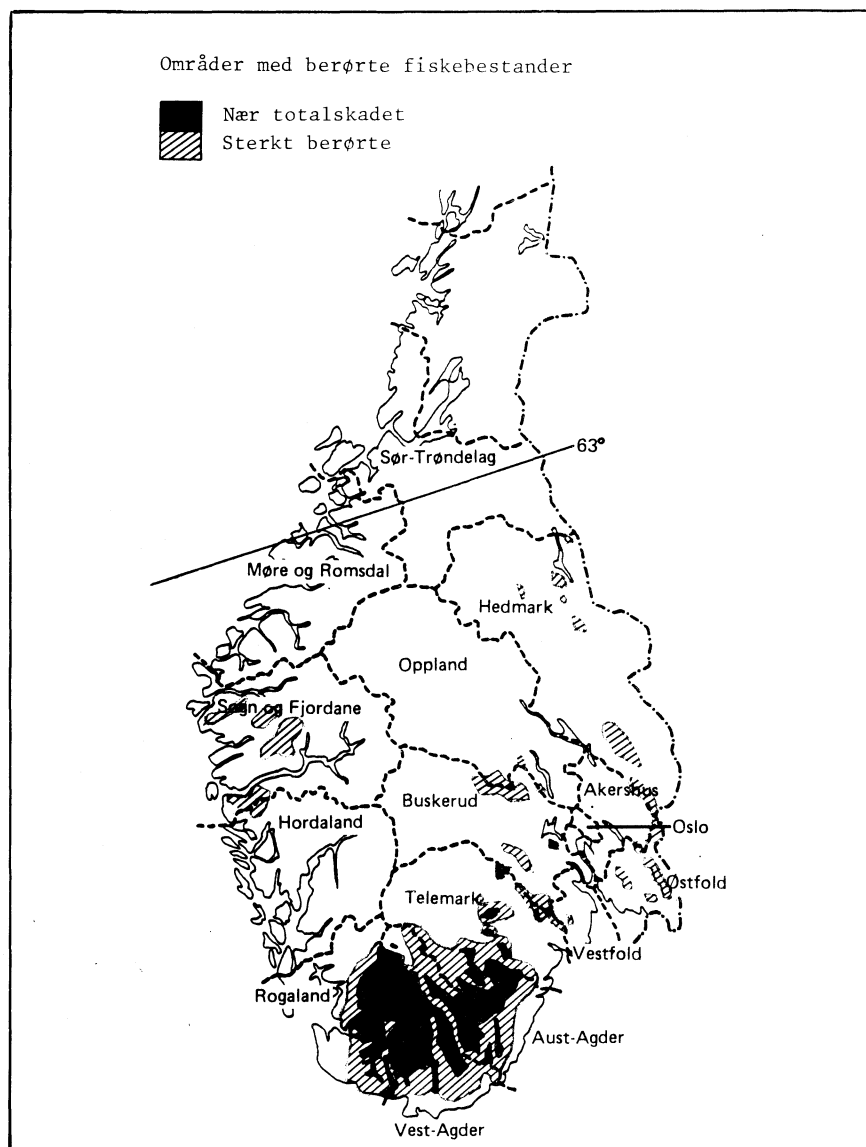 Områder med berørte fiskebestander
Nær totalskadet
Sterkt berørte
63°
Sør-Trøndelag
Møre og Romsdal
Hedmark
Oppland
Sogn og Fjordane
Akershus
Buskerud
Hordaland
Oslo
Østfold
Telemark
Vestfold
Rogaland
Aust-Agder
Vest-Agder